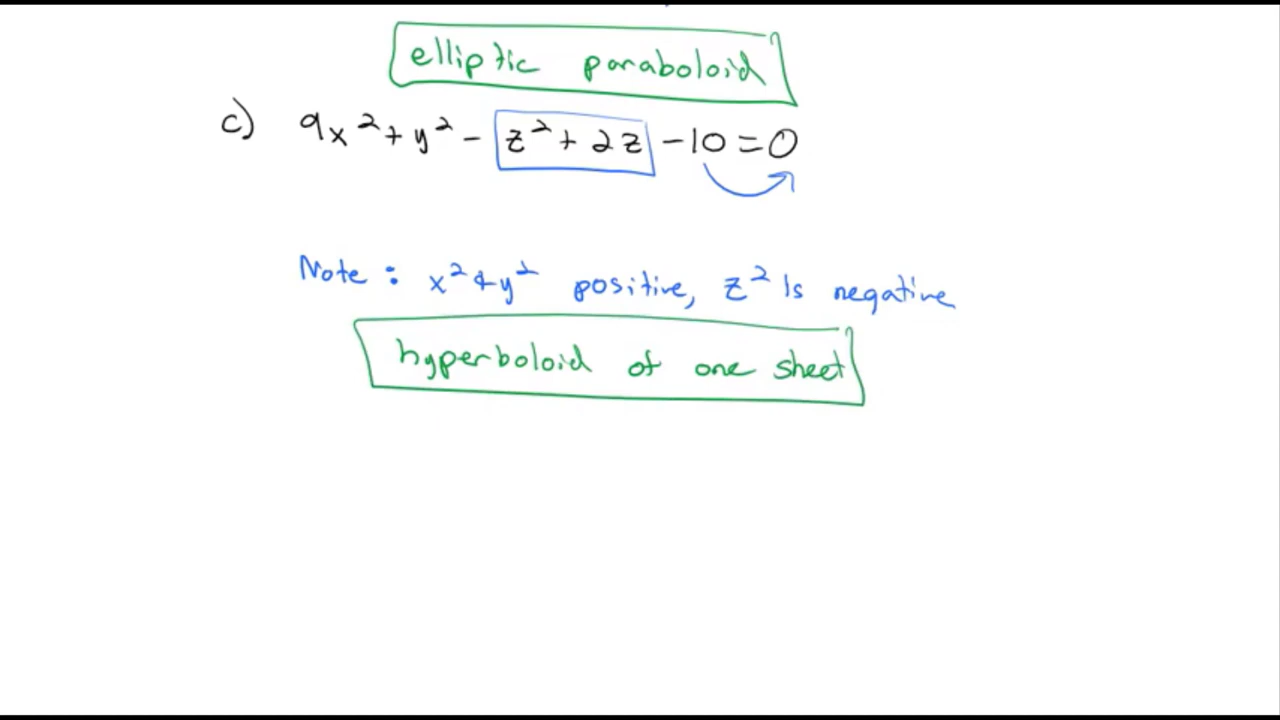 elliptic paraboloid
c) 9x² + y² - z² + 2z - 10 = 0
Note : x² & y² positive, z² is negative
hyperboloid of one sheet